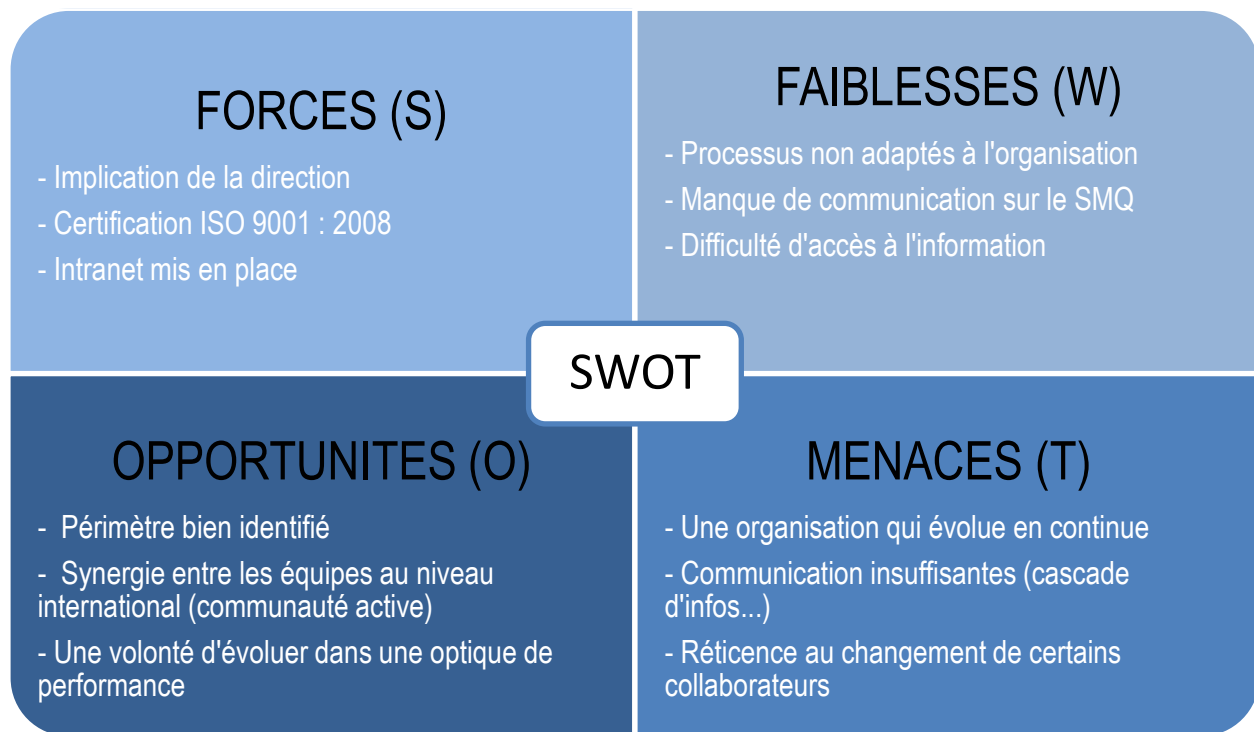 FORCES (S)
- Implication de la direction
- Certification ISO 9001 : 2008
- Intranet mis en place
FAIBLESSES (W)
- Processus non adaptés à l'organisation
- Manque de communication sur le SMQ
- Difficulté d'accès à l'information
SWOT
OPPORTUNITES (O)
- Périmètre bien identifié
- Synergie entre les équipes au niveau
international (communauté active)
- Une volonté d'évoluer dans une optique de
performance
MENACES (T)
- Une organisation qui évolue en continue
- Communication insuffisantes (cascade
d'infos...)
- Réticence au changement de certains
collaborateurs